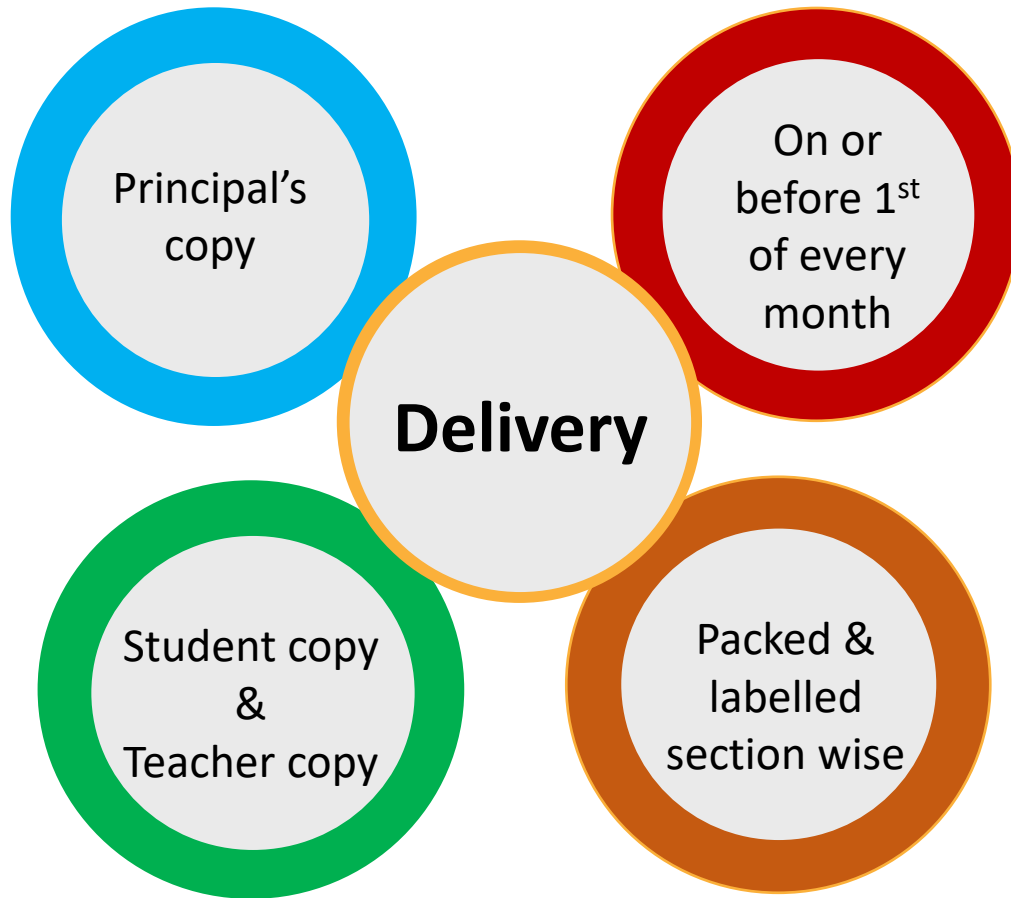 Principal’s
copy
On or
before 1st
of every
month
Delivery
Student copy
&
Teacher copy
Packed &
labelled
section wise